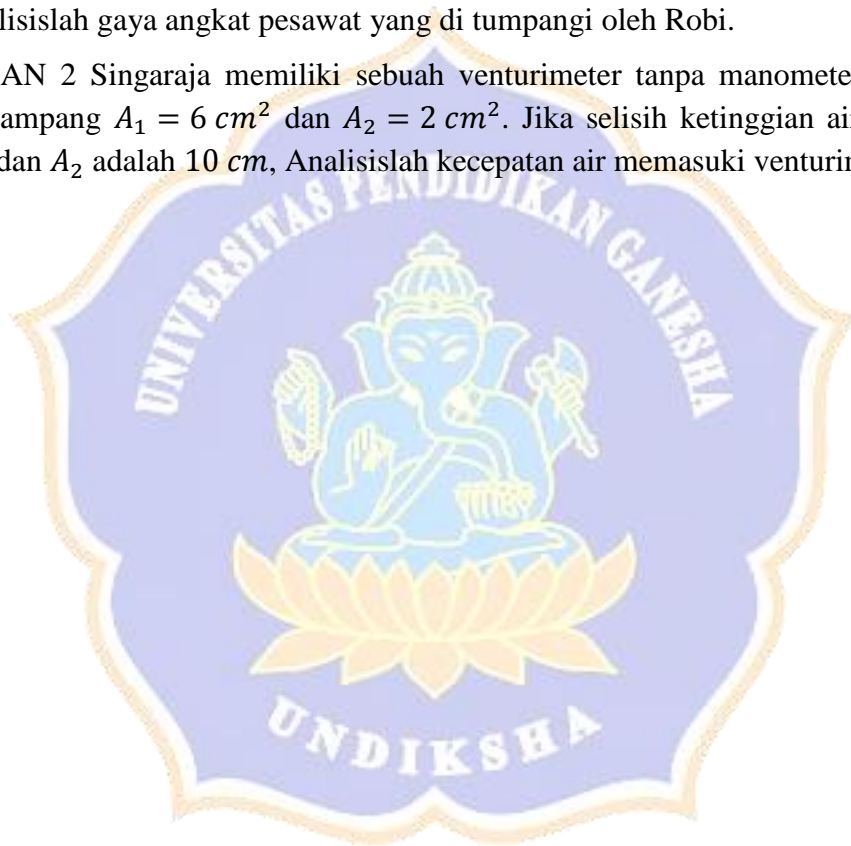 lisislah gaya angkat pesawat yang di tumpangi oleh Robi.
AN 2 Singaraja memiliki sebuah venturimeter tanpa manomete
ampang A₁ = 6 cm² dan A₂ = 2 cm². Jika selisih ketinggian ai
dan A₂ adalah 10 cm, Analisislah kecepatan air memasuki venturi
UNIVERSITAS PENDIDIKAN GANESHA
UNDIKSHA